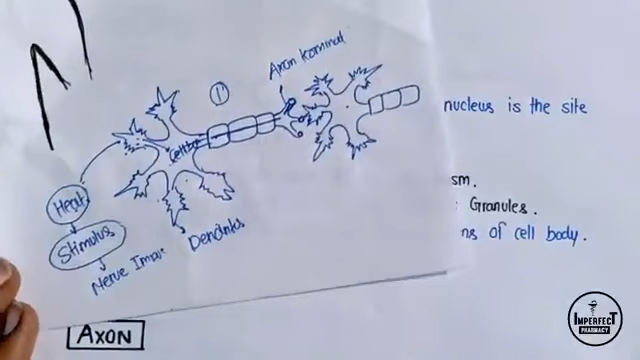 Axon terminal
1
nucleus is the site
Cell body
sm.
Heat
: Granules.
Stimulus
Dendrites
ns of cell body.
Nerve
AXON
IMPERFECT
PHARMACY